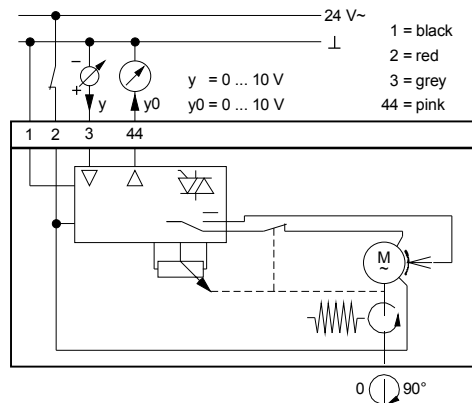 24 V~
⊥
1 = black
2 = red
3 = grey
44 = pink
y = 0 ... 10 V
y0 = 0 ... 10 V
−
+
y
y0
1 2 3 44
M
~
0 90°